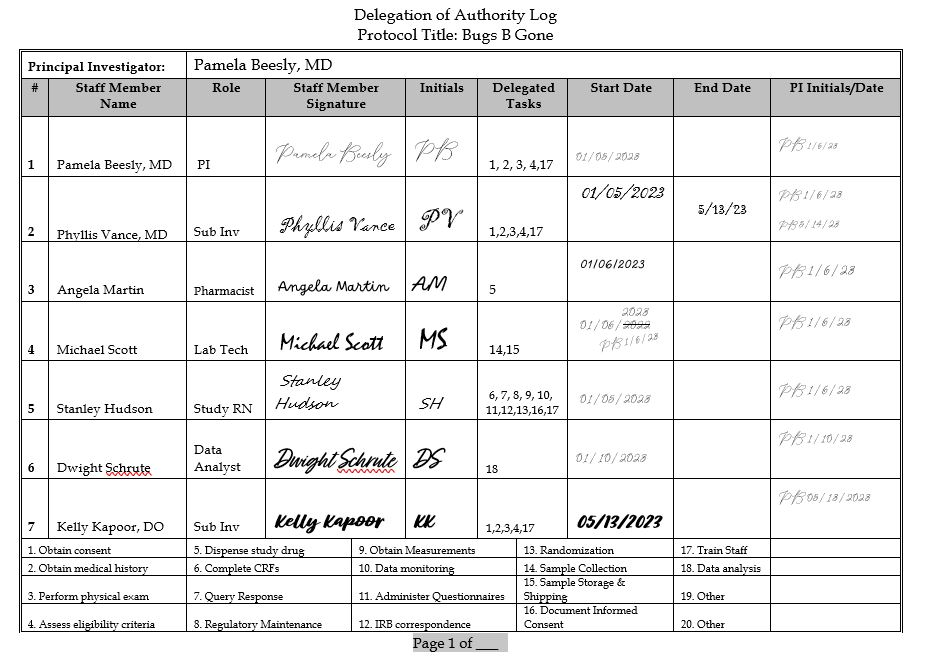 Delegation of Authority Log
Protocol Title: Bugs B Gone
Principal Investigator: Pamela Beesly, MD
# Staff Member Name Role Staff Member Signature Initials Delegated Tasks Start Date End Date PI Initials/Date
1 Pamela Beesly, MD PI Pamela Beesly PB 1, 2, 3, 4,17 01/05/2023 PB 1/6/23
2 Phyllis Vance, MD Sub Inv Phyllis Vance PV 1,2,3,4,17 01/05/2023 5/13/23 PB 1/6/23
PB 5/14/23
3 Angela Martin Pharmacist Angela Martin AM 5 01/06/2023 PB 1/6/23
2023
4 Michael Scott Lab Tech Michael Scott MS 14,15 01/06/2022 PB 1/6/23
PB 1/6/23
5 Stanley Hudson Study RN Stanley Hudson SH 6, 7, 8, 9, 10, 11,12,13,16,17 01/05/2023 PB 1/6/23
6 Dwight Schrute Data Analyst Dwight Schrute DS 18 01/10/2023 PB 1/10/23
7 Kelly Kapoor, DO Sub Inv Kelly Kapoor KK 1,2,3,4,17 05/13/2023 PB 05/13/2023
1. Obtain consent 5. Dispense study drug 9. Obtain Measurements 13. Randomization 17. Train Staff
2. Obtain medical history 6. Complete CRFs 10. Data monitoring 14. Sample Collection 18. Data analysis
3. Perform physical exam 7. Query Response 11. Administer Questionnaires 15. Sample Storage & Shipping 19. Other
4. Assess eligibility criteria 8. Regulatory Maintenance 12. IRB correspondence 16. Document Informed Consent 20. Other
Page 1 of ___